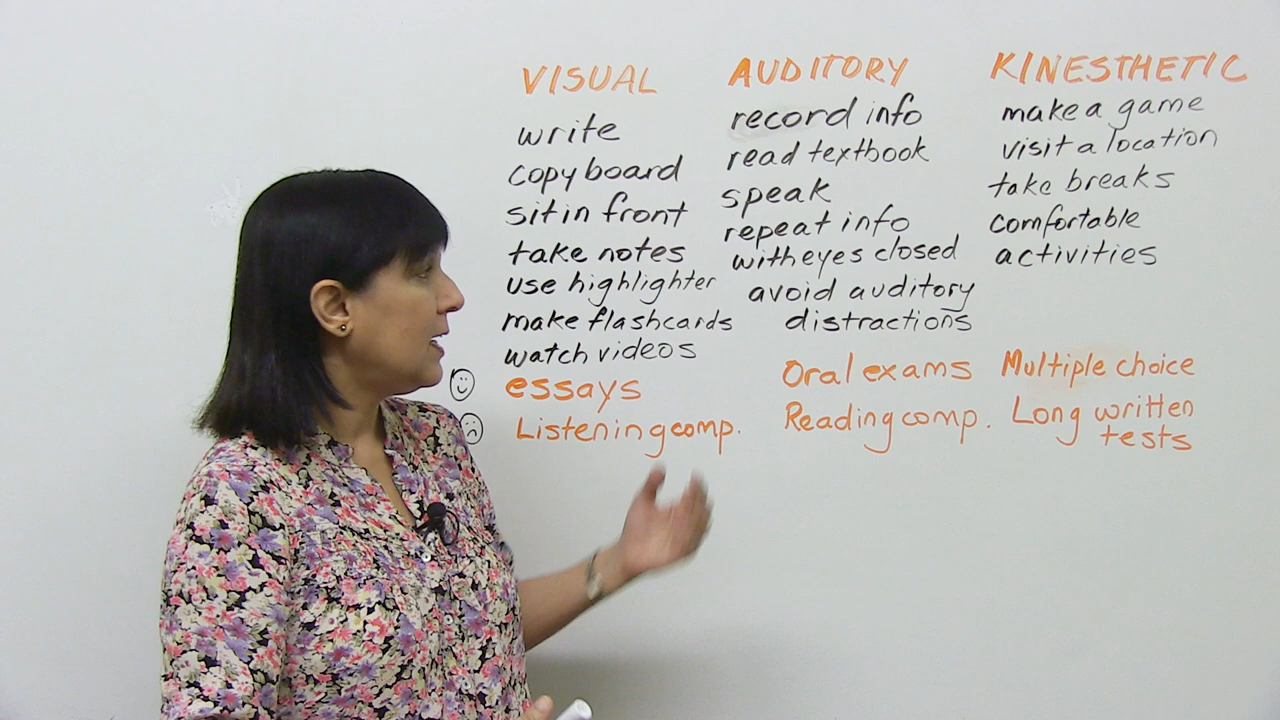 VISUAL
write
copy board
sit in front
take notes
use highlighter
make flashcards
watch videos
essays
Listening comp.
AUDITORY
record info
read textbook
speak
repeat info
with eyes closed
avoid auditory
distractions
Oral exams
Reading comp.
KINESTHETIC
make a game
visit a location
take breaks
comfortable
activities
Multiple choice
Long written
tests